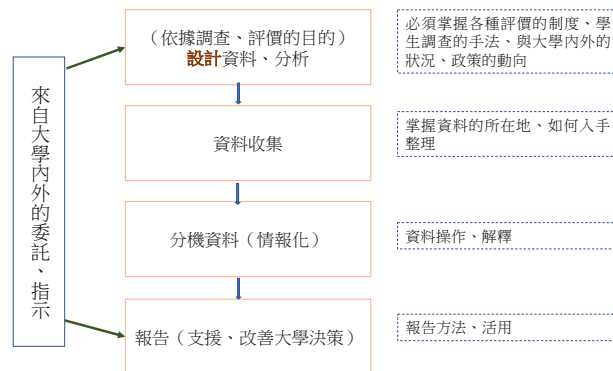 來自大學內外的委託、指示
（依據調查、評價的目的）
設計資料、分析
必須掌握各種評價的制度、學
生調查的手法、與大學內外的
狀況、政策的動向
資料收集
掌握資料的所在地、如何入手
整理
分機資料（情報化）
資料操作、解釋
報告（支援、改善大學決策）
報告方法、活用